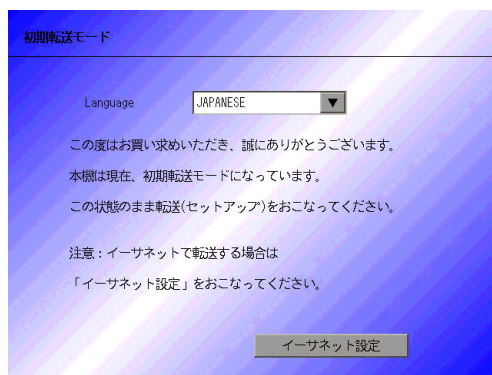 初期転送モード
Language JAPANESE
この度はお買い求めいただき、誠にありがとうございます。
本機は現在、初期転送モードになっています。
この状態のまま転送(セットアップ)をおこなってください。
注意：イーサネットで転送する場合は
「イーサネット設定」をおこなってください。
イーサネット設定